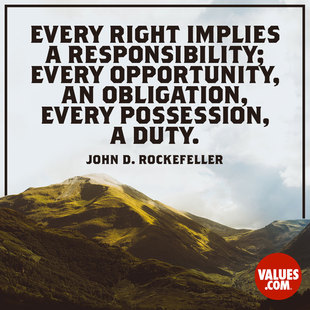 EVERY RIGHT IMPLIES
A RESPONSIBILITY;
EVERY OPPORTUNITY,
AN OBLIGATION,
EVERY POSSESSION,
A DUTY.
JOHN D. ROCKEFELLER
VALUES
.COM